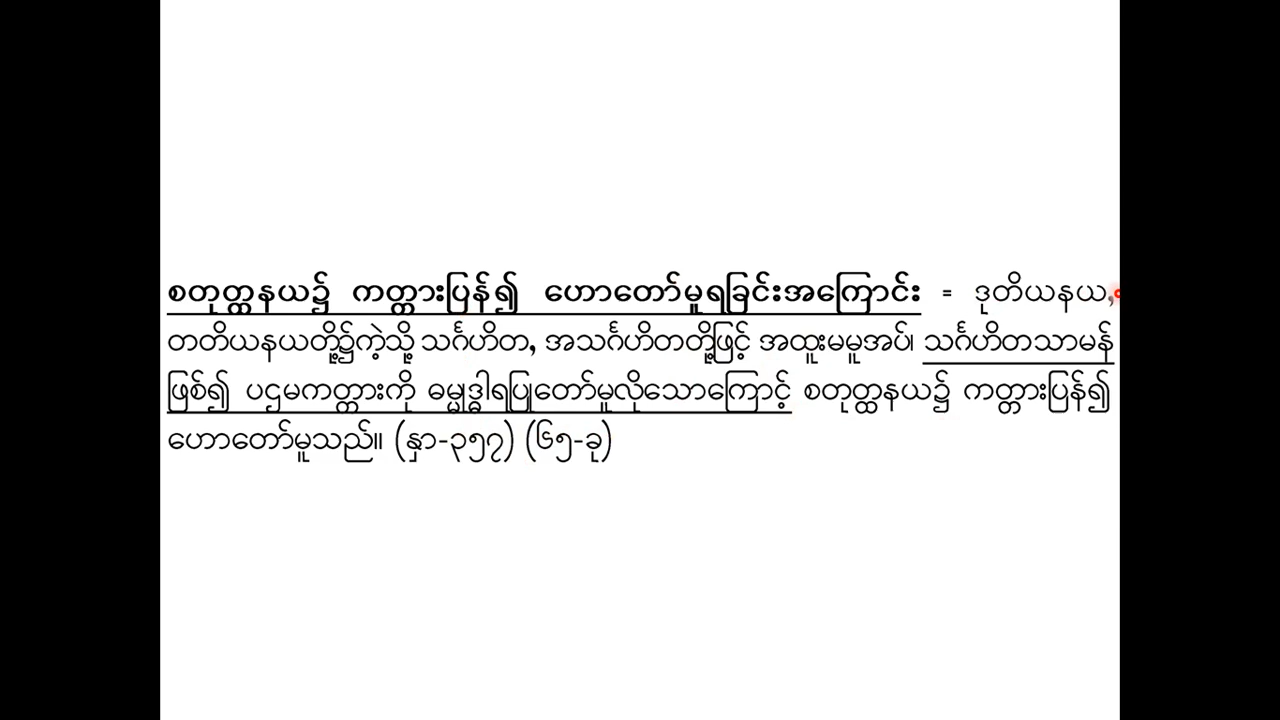 စတုတ္ထနယ၌ ကတ္တားပြန်၍ ဟောတော်မူရခြင်းအကြောင်း = ဒုတိယနယ,
တတိယနယတို့၌ကဲ့သို့ သင်္ဂဟိတ, အသင်္ဂဟိတတို့ဖြင့် အထူးမမူအပ်၊ သင်္ဂဟိတသာမန်
ဖြစ်၍ ပဌမကတ္တားကို ဓမ္မုဒ္ဓါရပြုတော်မူလိုသောကြောင့် စတုတ္ထနယ၌ ကတ္တားပြန်၍
ဟောတော်မူသည်။ (နှာ-၃၅၇) (၆၅-ခု)